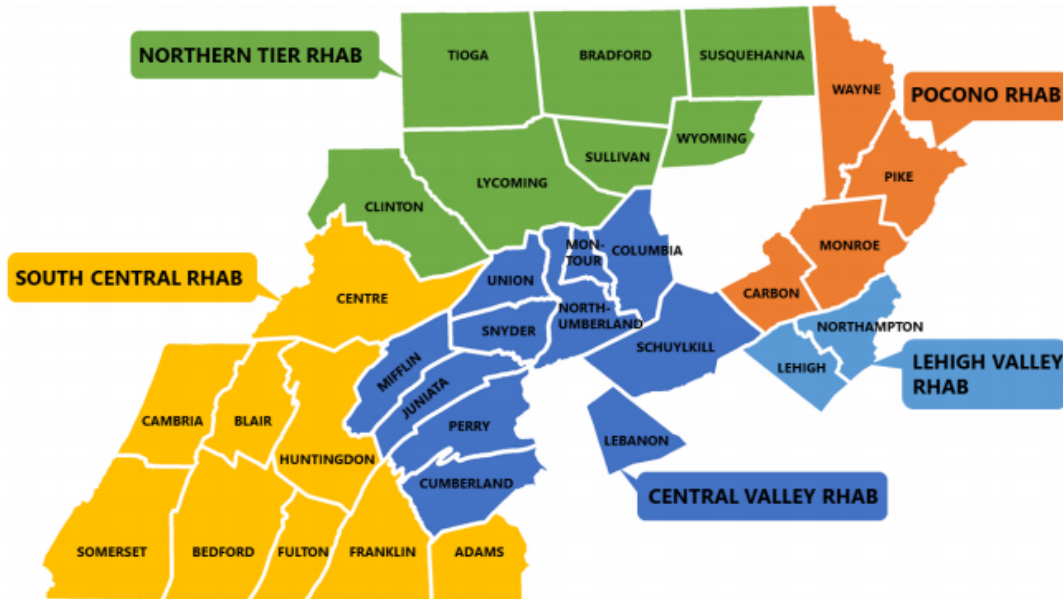 TIOGA
BRADFORD
SUSQUEHANNA
NORTHERN TIER RHAB
WAYNE
POCONO RHAB
WYOMING
SULLIVAN
LYCOMING
PIKE
CLINTON
MON-
TOUR
COLUMBIA
MONROE
SOUTH CENTRAL RHAB
UNION
CARBON
CENTRE
NORTH-
UMBERLAND
NORTHAMPTON
SNYDER
SCHUYLKILL
LEHIGH
LEHIGH VALLEY
RHAB
MIFFLIN
JUNIATA
CAMBRIA
BLAIR
PERRY
LEBANON
HUNTINGDON
CUMBERLAND
CENTRAL VALLEY RHAB
SOMERSET
BEDFORD
FULTON
FRANKLIN
ADAMS